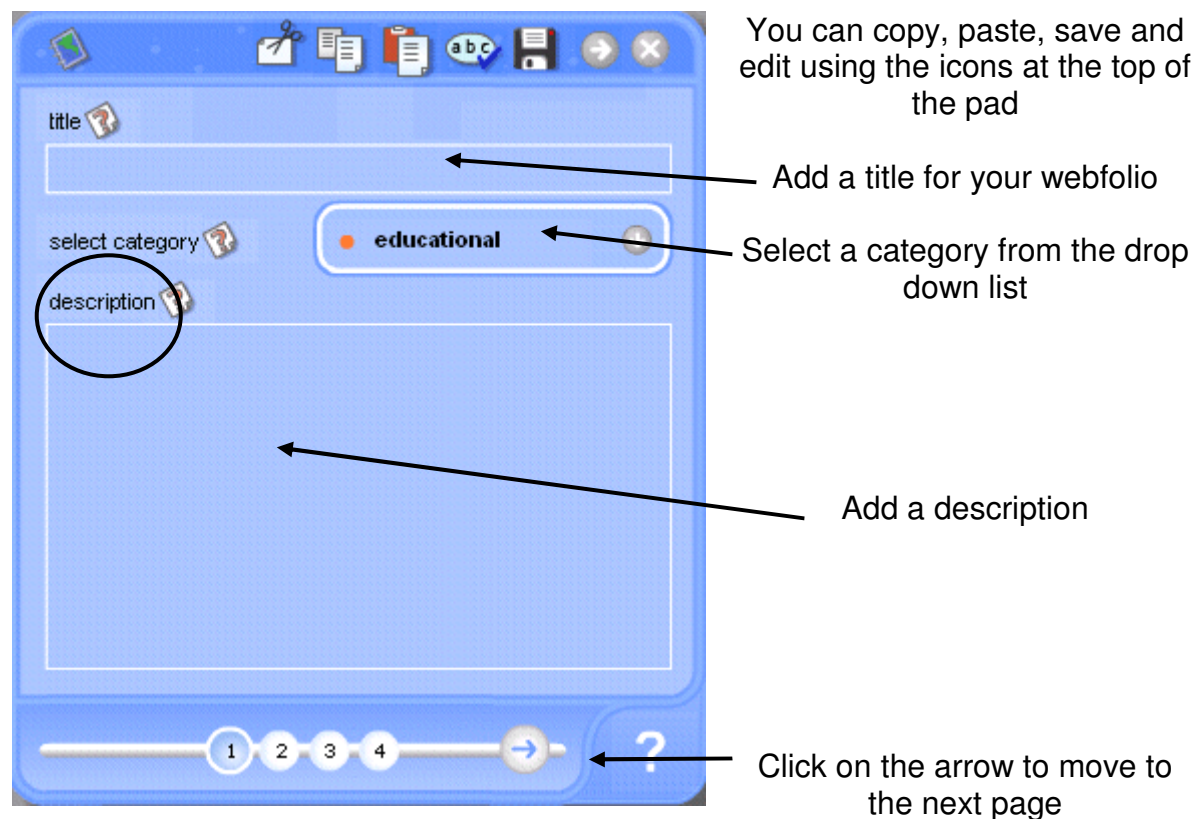 You can copy, paste, save and
edit using the icons at the top of
the pad
abc
title
Add a title for your webfolio
select category
educational
Select a category from the drop
down list
description
Add a description
1 2 3 4
?
Click on the arrow to move to
the next page